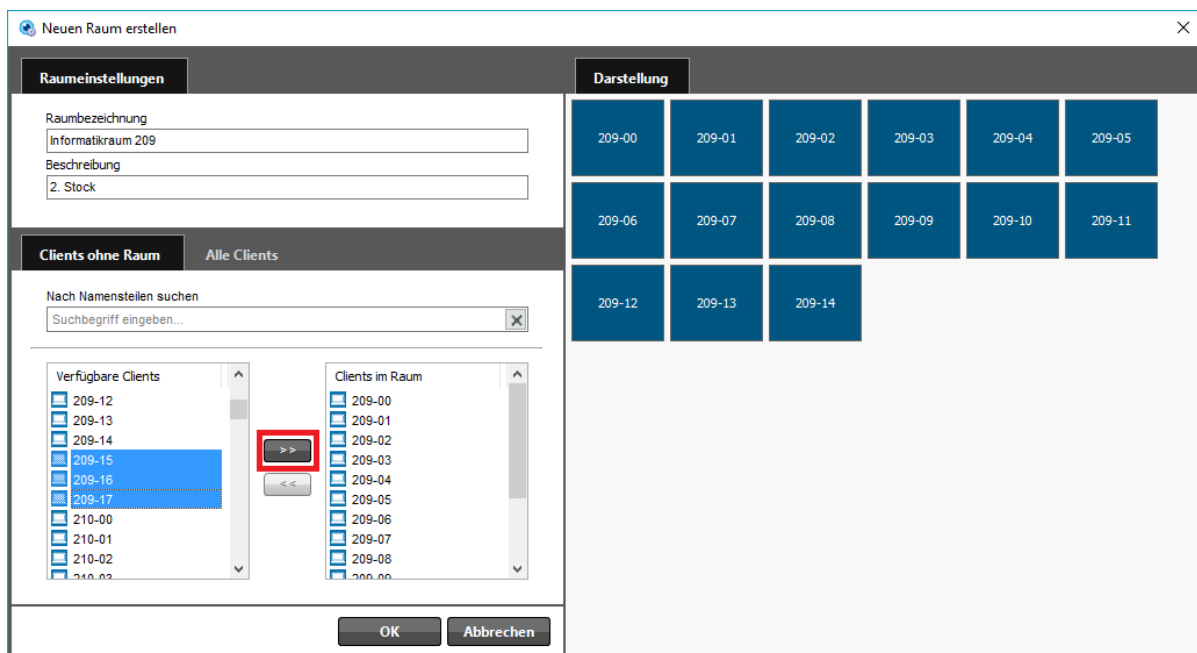 Neuen Raum erstellen
Raumeinstellungen
Raumbezeichnung
Informatikraum 209
Beschreibung
2. Stock
Clients ohne Raum Alle Clients
Nach Namensteilen suchen
Suchbegriff eingeben...
Verfügbare Clients
209-12
209-13
209-14
209-15
209-16
209-17
210-00
210-01
210-02
210-03
>>
<<
Clients im Raum
209-00
209-01
209-02
209-03
209-04
209-05
209-06
209-07
209-08
209-09
OK Abbrechen
Darstellung
209-00 209-01 209-02 209-03 209-04 209-05
209-06 209-07 209-08 209-09 209-10 209-11
209-12 209-13 209-14